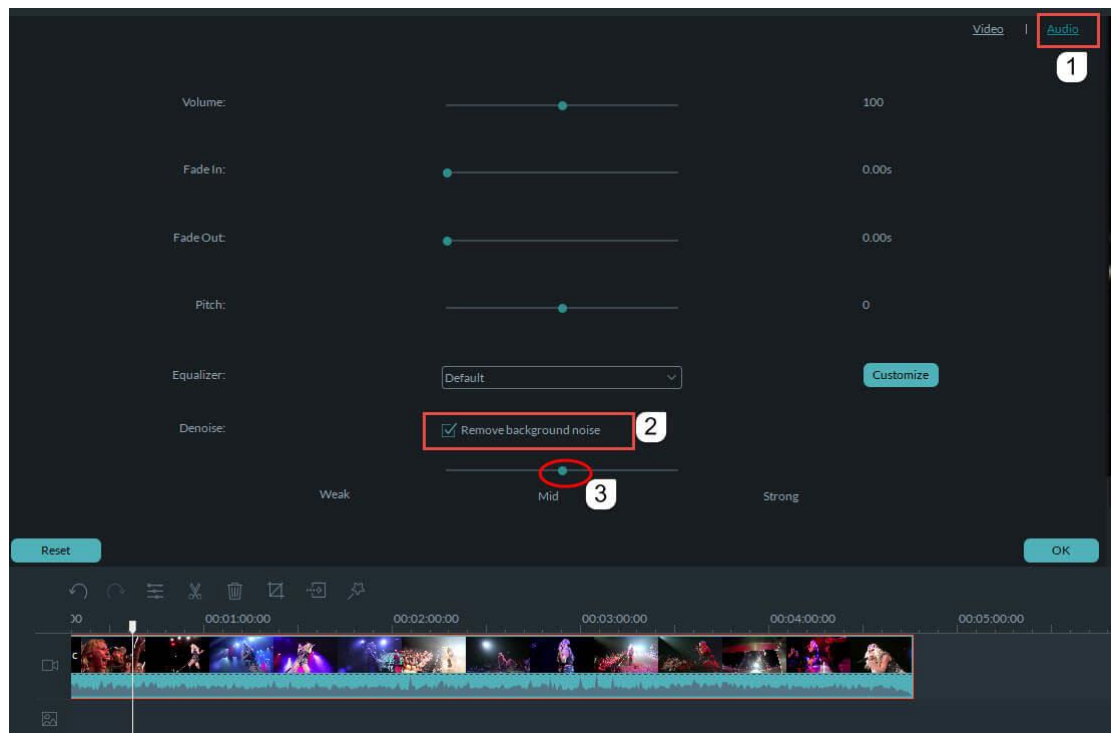 Video | Audio
1
Volume: 100
Fade In: 0.00s
Fade Out: 0.00s
Pitch: 0
Equalizer: Default Customize
Denoise: Remove background noise 2
Weak Mid 3 Strong
Reset OK
00 00:01:00:00 00:02:00:00 00:03:00:00 00:04:00:00 00:05:00:00
c